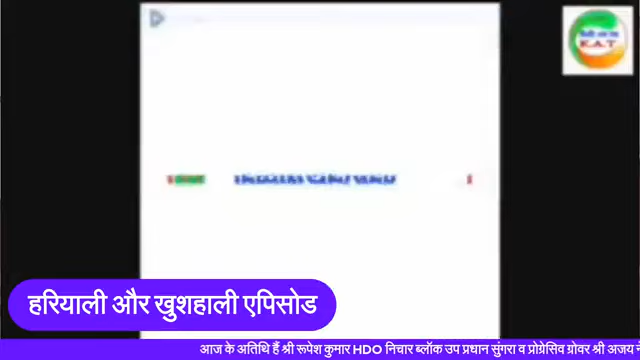 K.A.T
हरियाली और खुशहाली एपिसोड
आज के अतिथि हैं श्री रूपेश कुमार HDO निचार ब्लॉक उप प्रधान सुंगरा व प्रोग्रेसिव ग्रोवर श्री अजय